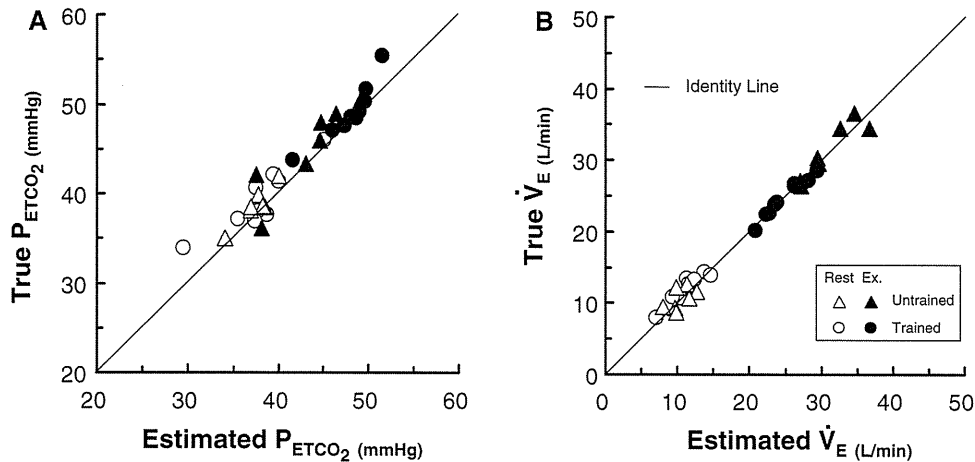 A
60
50
40
30
20
20
30
40
50
60
True PETCO2 (mmHg)
Estimated PETCO2 (mmHg)
B
50
40
30
20
10
0
0
10
20
30
40
50
True V̇E (L/min)
Estimated V̇E (L/min)
Identity Line
Rest Ex.
Untrained
Trained